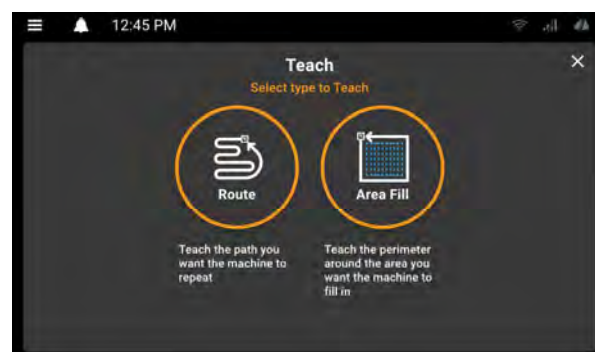 12:45 PM
Teach
Select type to Teach
Route
Area Fill
Teach the path you
want the machine to
repeat
Teach the perimeter
around the area you
want the machine to
fill in